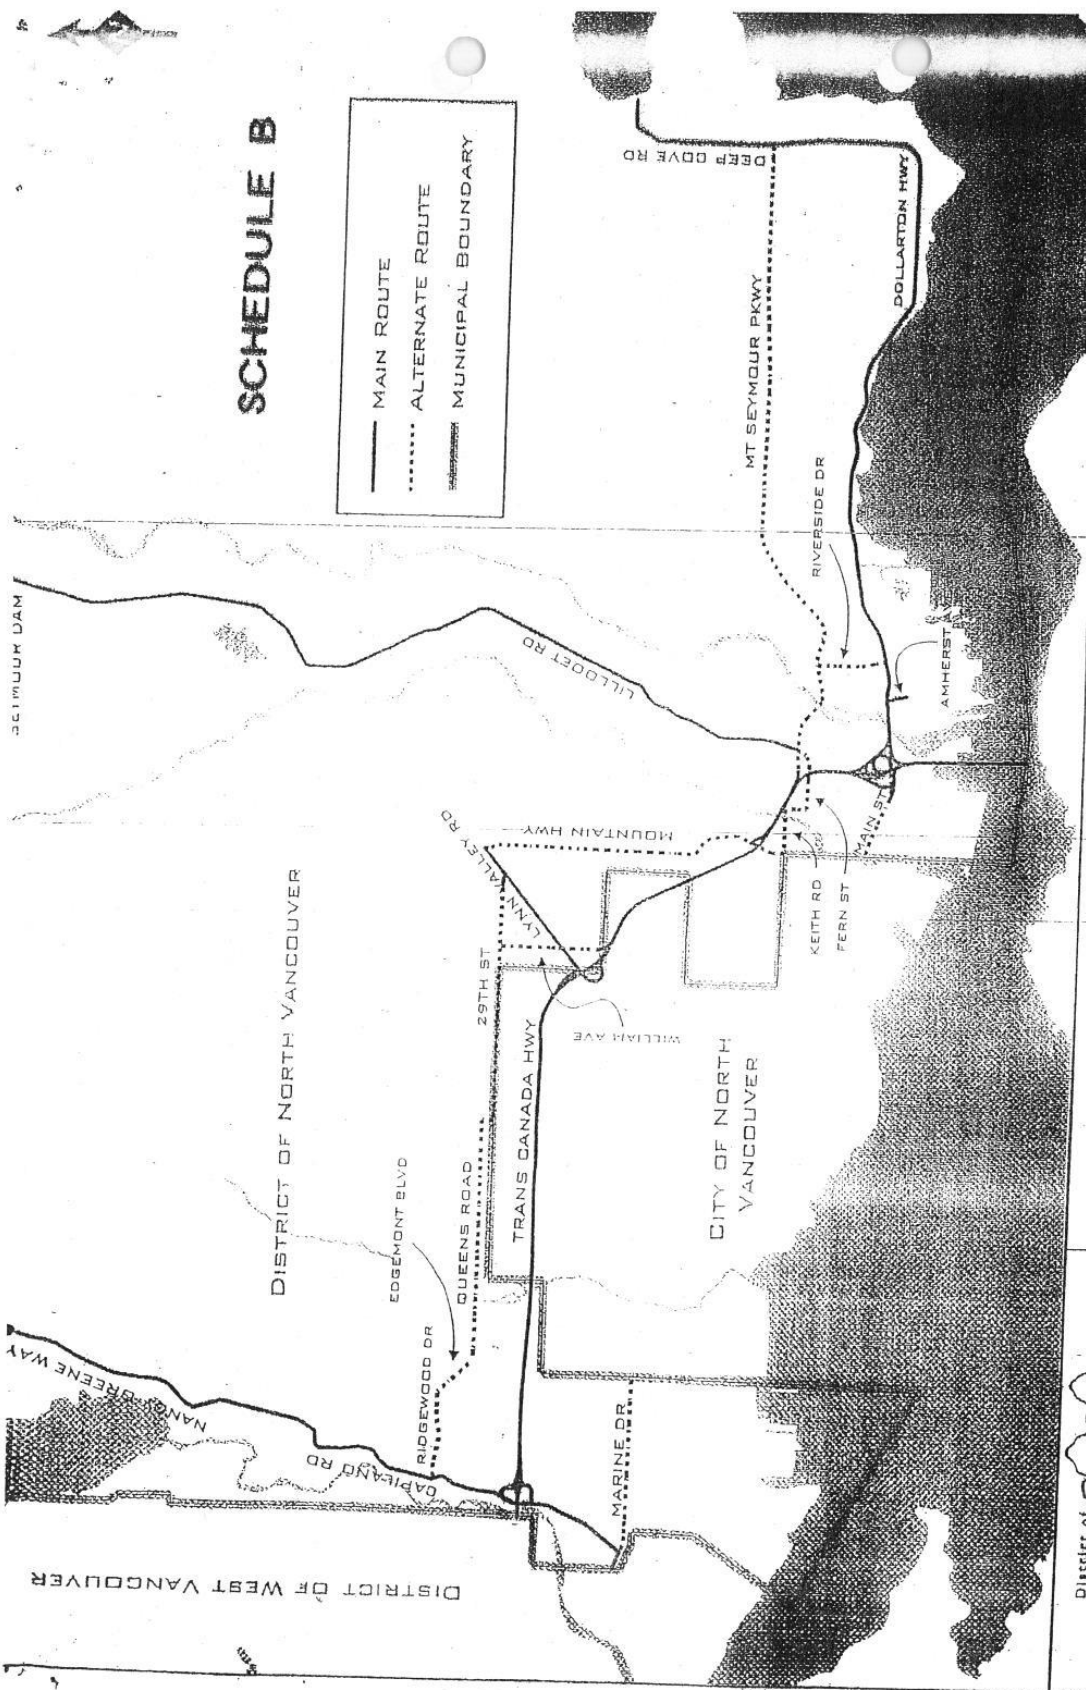 SCHEDULE B
MAIN ROUTE
ALTERNATE ROUTE
MUNICIPAL BOUNDARY
SEYMOUR DAM
NANCY GREENE WAY
CAPILANO RD
DISTRICT OF WEST VANCOUVER
RIDGEWOOD DR
EDGEMONT BLVD
QUEENS ROAD
DISTRICT OF NORTH VANCOUVER
29TH ST
LYNN VALLEY RD
MOUNTAIN HWY
LILLOOET RD
TRANS CANADA HWY
WILLIAM AVE
CITY OF NORTH
VANCOUVER
MARINE DR
KEITH RD
FERN ST
MAIN ST
AMHERST AVE
RIVERSIDE DR
MT SEYMOUR PKWY
DEEP COVE RD
DOLLARTON HWY
District of